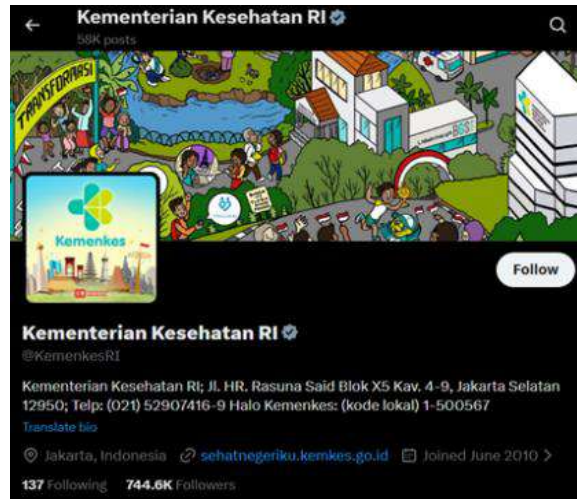 Kementerian Kesehatan RI
58K posts
TRANSFORMASI
Kemenkes
Follow
Kementerian Kesehatan RI
@KemenkesRI
Kementerian Kesehatan RI; Jl. HR. Rasuna Said Blok X5 Kav. 4-9, Jakarta Selatan
12950; Telp: (021) 52907416-9 Halo Kemenkes: (kode lokal) 1-500567
Translate bio
Jakarta, Indonesia sehatnegeriku.kemkes.go.id Joined June 2010
137 Following 744.6K Followers